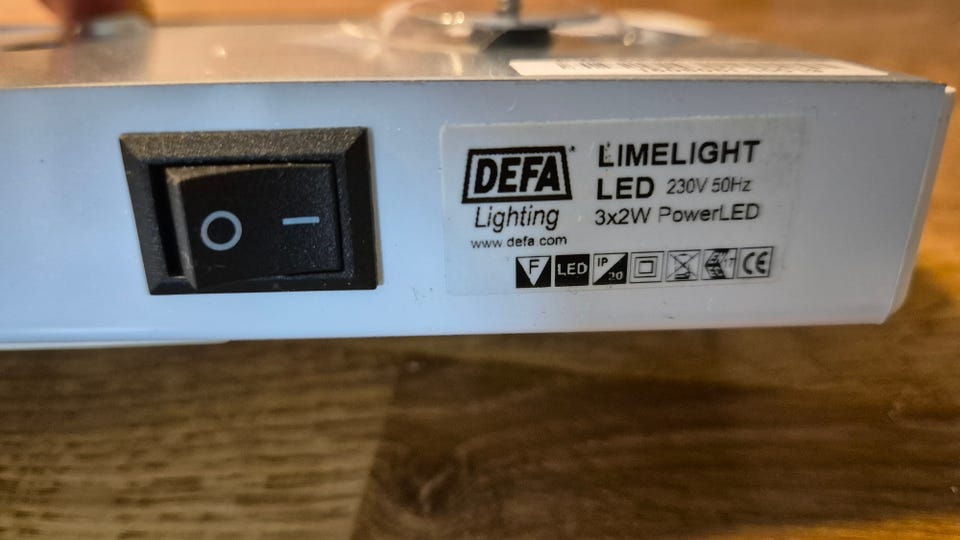 O I
DEFA
Lighting
www.defa.com
LIMELIGHT
LED 230V 50Hz
3x2W PowerLED
F LED IP 20 CE